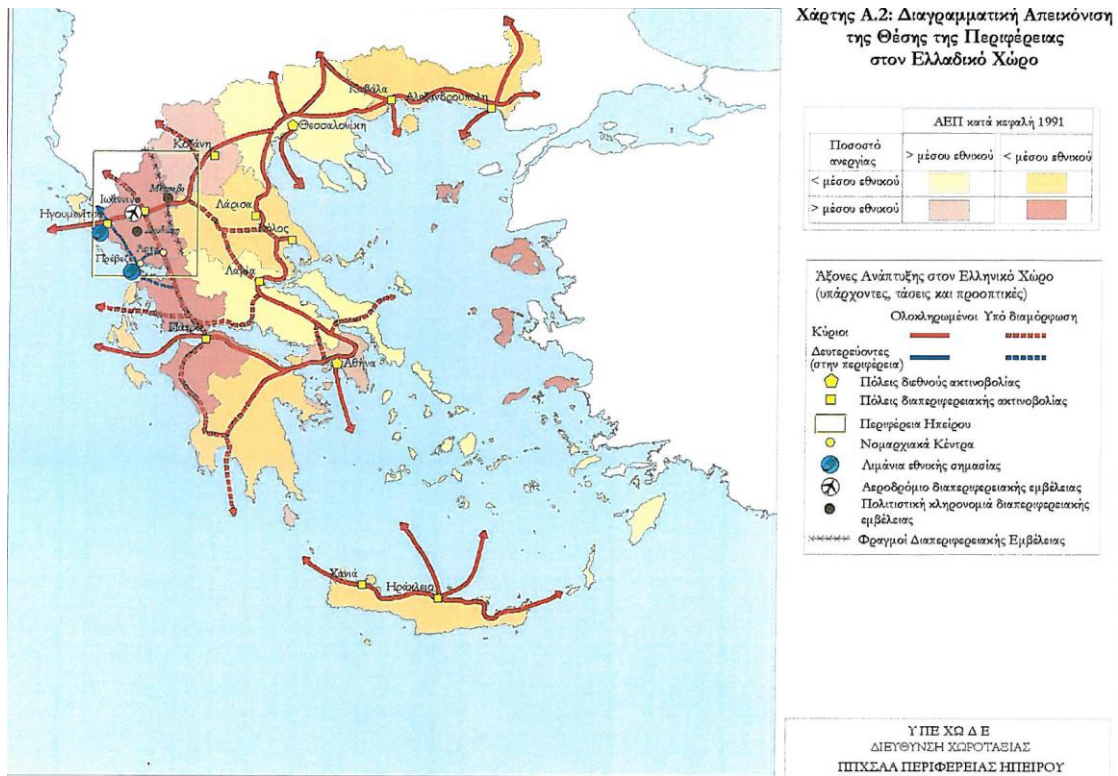 Χάρτης Α.2: Διαγραμματική Απεικόνιση
της Θέσης της Περιφέρειας
στον Ελλαδικό Χώρο
ΑΕΠ κατά κεφαλή 1991
Ποσοστό
ανεργίας
> μέσου εθνικού
< μέσου εθνικού
< μέσου εθνικού
> μέσου εθνικού
Άξονες Ανάπτυξης στον Ελληνικό Χώρο
(υπάρχοντες, τάσεις και προοπτικές)
Ολοκληρωμένοι Υπό διαμόρφωση
Κύριοι
Δευτερεύοντες
(στην περιφέρεια)
Πόλεις διεθνούς ακτινοβολίας
Πόλεις διαπεριφερειακής ακτινοβολίας
Περιφέρεια Ηπείρου
Νομαρχιακά Κέντρα
Λιμάνια εθνικής σημασίας
Αεροδρόμιο διαπεριφερειακής εμβέλειας
Πολιτιστική κληρονομιά διαπεριφερειακής
εμβέλειας
Φραγμοί Διαπεριφερειακής Εμβέλειας
Υ ΠΕ ΧΩ Δ Ε
ΔΙΕΥΘΥΝΣΗ ΧΩΡΟΤΑΞΙΑΣ
ΠΠΧΣΑΑ ΠΕΡΙΦΕΡΕΙΑΣ ΗΠΕΙΡΟΥ
Καβάλα
Αλεξανδρούπολη
Θεσσαλονίκη
Κοζάνη
Μέτσοβο
Ιωάννινα
Ηγουμενίτσα
Λάρισα
Βόλος
Δωδώνη
Άρτα
Πρέβεζα
Λαμία
Πάτρα
Αθήνα
Χανιά
Ηράκλειο